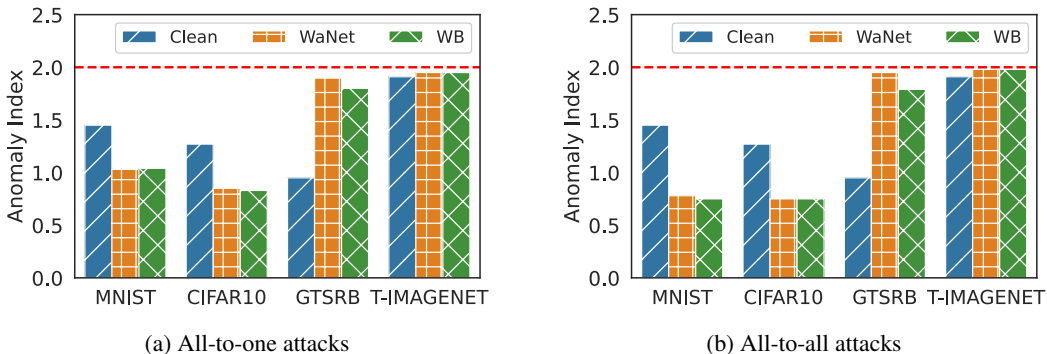 2.5
Clean WaNet WB
2.0
1.5
1.0
0.5
0.0
Anomaly Index
MNIST CIFAR10 GTSRB T-IMAGENET
(a) All-to-one attacks
2.5
Clean WaNet WB
2.0
1.5
1.0
0.5
0.0
Anomaly Index
MNIST CIFAR10 GTSRB T-IMAGENET
(b) All-to-all attacks